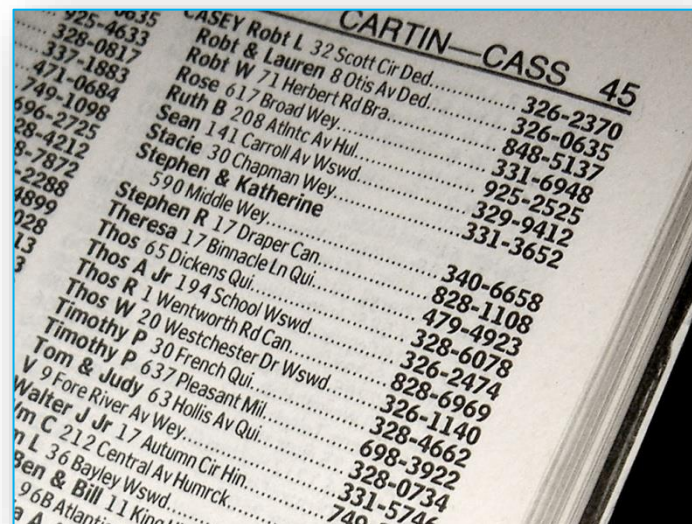 0635
925-4633
328-0817
337-1883
471-0684
749-1098
696-2725
28-4212
8-7872
-2288
4899
028
13
3
CARTIN—CASS 45
CASEY Robt L 32 Scott Cir Ded 326-2370
Robt & Lauren 8 Otis Av Ded 326-0635
Robt W 71 Herbert Rd Bra 848-5137
Rose 617 Broad Wey 331-6948
Ruth B 208 Atlntc Av Hul 925-2525
Sean 141 Carroll Av Wswd 329-9412
Stacie 30 Chapman Wey 331-3652
Stephen & Katherine
590 Middle Wey 340-6658
Stephen R 17 Draper Can 828-1108
Theresa 17 Binnacle Ln Qui 479-4923
Thos 65 Dickens Qui 328-6078
Thos A Jr 194 School Wswd 326-2474
Thos R 1 Wentworth Rd Can 828-6969
Thos W 20 Westchester Dr Wswd 326-1140
Timothy P 30 French Qui 328-4662
Timothy P 637 Pleasant Mil 698-3922
Tom & Judy 63 Hollis Av Qui 328-0734
V 9 Fore River Av Wey 331-5746
Walter J Jr 17 Autumn Cir Hin 749-
m C 212 Central Av Humrck
L 36 Bayley Wswd
Ben & Bill 11 King
96B Atlantic